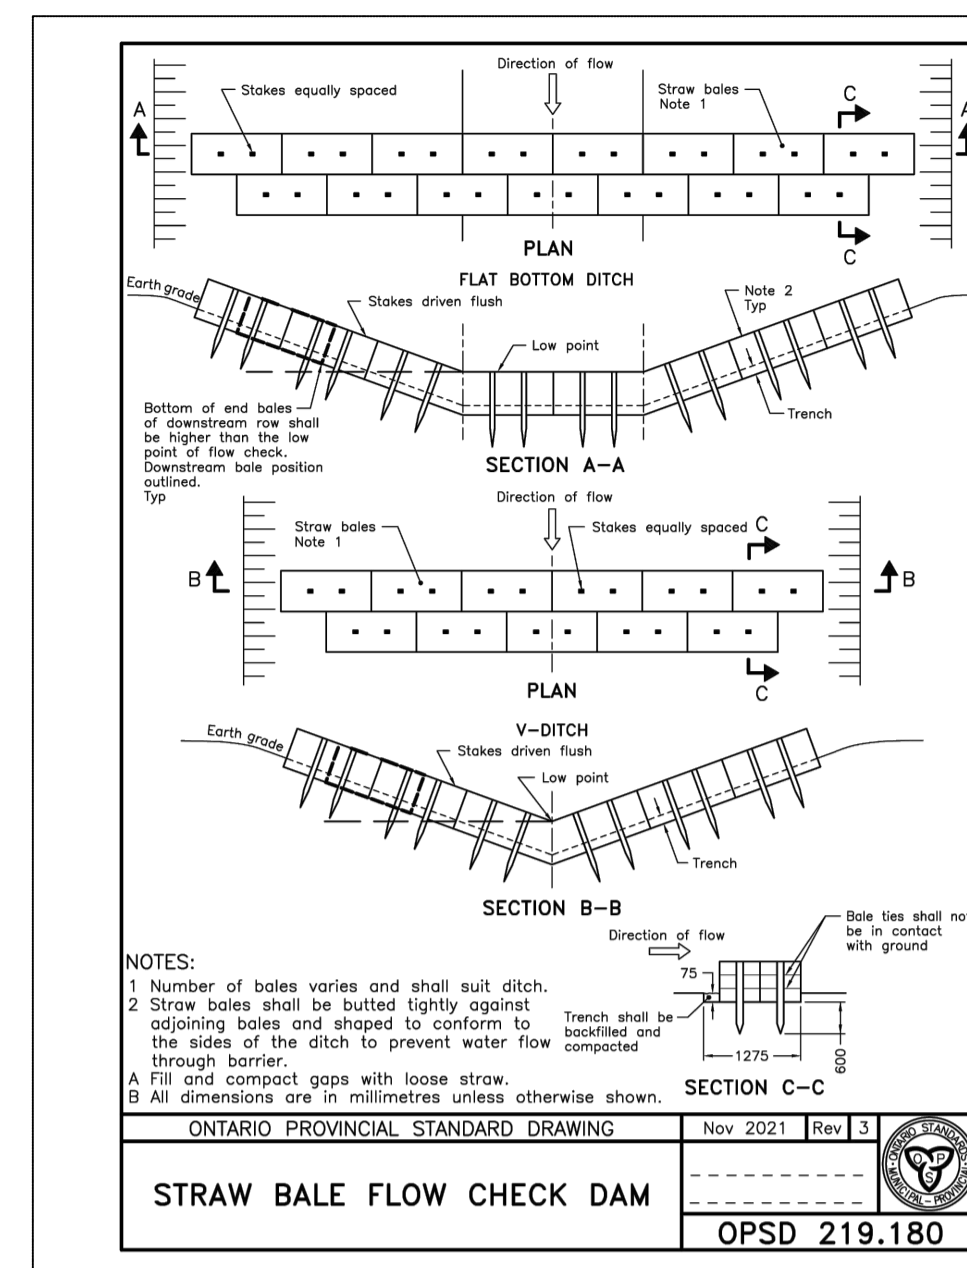 Direction of flow
Stakes equally spaced
Straw bales
Note 1
C
A
A
C
PLAN
FLAT BOTTOM DITCH
Earth grade
Stakes driven flush
Note 2
Typ
Low point
Trench
Bottom of end bales
of downstream row shall
be higher than the low
point of flow check.
Downstream bale position
outlined.
Typ
SECTION A-A
Direction of flow
Straw bales
Note 1
Stakes equally spaced
C
B
B
C
PLAN
V-DITCH
Earth grade
Stakes driven flush
Low point
Trench
SECTION B-B
Direction of flow
Bale ties shall
be in contact
with ground
75
Trench shall be
backfilled and
compacted
1275
600
SECTION C-C
NOTES:
1 Number of bales varies and shall suit ditch.
2 Straw bales shall be butted tightly against
adjoining bales and shaped to conform to
the sides of the ditch to prevent water flow
through barrier.
A Fill and compact gaps with loose straw.
B All dimensions are in millimetres unless otherwise shown.
ONTARIO PROVINCIAL STANDARD DRAWING
Nov 2021
Rev 3
STRAW BALE FLOW CHECK DAM
OPSD 219.180
ONTARIO
MUNICIPAL - 
O P S